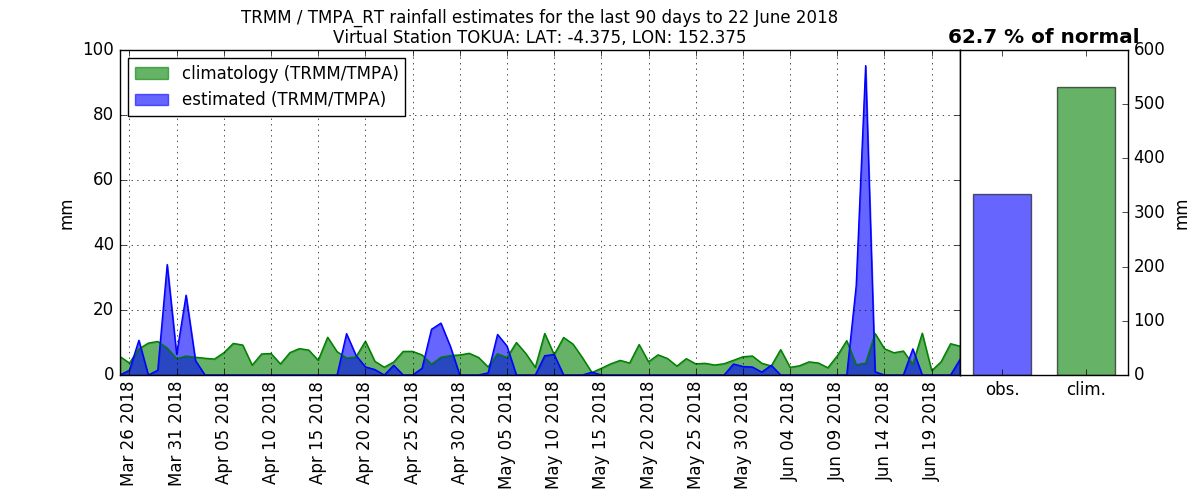 TRMM / TMPA_RT rainfall estimates for the last 90 days to 22 June 2018
Virtual Station TOKUA: LAT: -4.375, LON: 152.375
62.7 % of normal
climatology (TRMM/TMPA)
estimated (TRMM/TMPA)
100
80
60
40
20
0
mm
Mar 26 2018
Mar 31 2018
Apr 05 2018
Apr 10 2018
Apr 15 2018
Apr 20 2018
Apr 25 2018
Apr 30 2018
May 05 2018
May 10 2018
May 15 2018
May 20 2018
May 25 2018
May 30 2018
Jun 04 2018
Jun 09 2018
Jun 14 2018
Jun 19 2018
600
500
400
300
200
100
0
mm
obs.
clim.